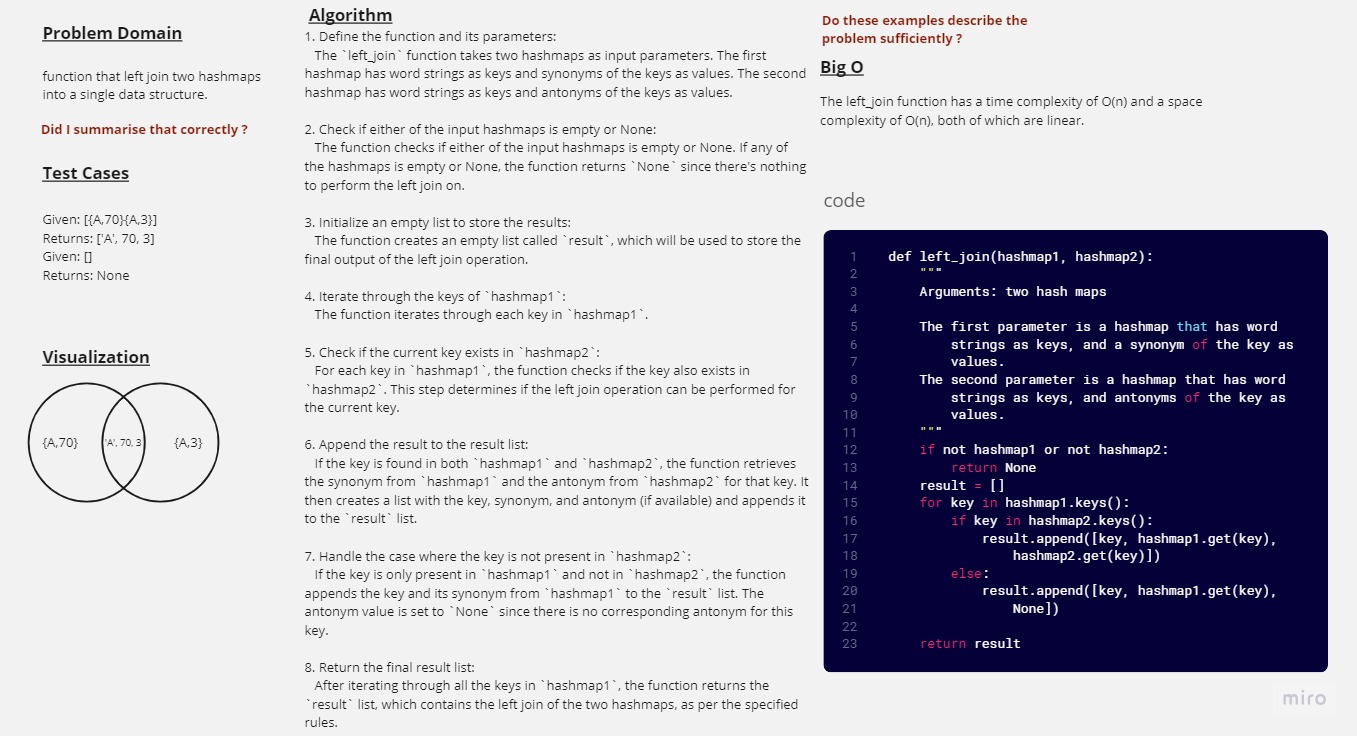 Problem Domain
function that left join two hashmaps
into a single data structure.
Did I summarise that correctly ?
Test Cases
Given: [{A,70}{A,3}]
Returns: ['A', 70, 3]
Given: []
Returns: None
Visualization
{A,70}
'A', 70, 3
{A,3}
Algorithm
1. Define the function and its parameters:
The `left_join` function takes two hashmaps as input parameters. The first
hashmap has word strings as keys and synonyms of the keys as values. The second
hashmap has word strings as keys and antonyms of the keys as values.
2. Check if either of the input hashmaps is empty or None:
The function checks if either of the input hashmaps is empty or None. If any of
the hashmaps is empty or None, the function returns `None` since there's nothing
to perform the left join on.
3. Initialize an empty list to store the results:
The function creates an empty list called `result`, which will be used to store the
final output of the left join operation.
4. Iterate through the keys of `hashmap1`:
The function iterates through each key in `hashmap1`.
5. Check if the current key exists in `hashmap2`:
For each key in `hashmap1`, the function checks if the key also exists in
`hashmap2`. This step determines if the left join operation can be performed for
the current key.
6. Append the result to the result list:
If the key is found in both `hashmap1` and `hashmap2`, the function retrieves
the synonym from `hashmap1` and the antonym from `hashmap2` for that key. It
then creates a list with the key, synonym, and antonym (if available) and appends it
to the `result` list.
7. Handle the case where the key is not present in `hashmap2`:
If the key is only present in `hashmap1` and not in `hashmap2`, the function
appends the key and its synonym from `hashmap1` to the `result` list. The
antonym value is set to `None` since there is no corresponding antonym for this
key.
8. Return the final result list:
After iterating through all the keys in `hashmap1`, the function returns the
`result` list, which contains the left join of the two hashmaps, as per the specified
rules.
Do these examples describe the
problem sufficiently ?
Big O
The left_join function has a time complexity of O(n) and a space
complexity of O(n), both of which are linear.
code
1 def left_join(hashmap1, hashmap2):
2 """
3 Arguments: two hash maps
4
5 The first parameter is a hashmap that has word
6 strings as keys, and a synonym of the key as
7 values.
8 The second parameter is a hashmap that has word
9 strings as keys, and antonyms of the key as
10 values.
11 """
12 if not hashmap1 or not hashmap2:
13 return None
14 result = []
15 for key in hashmap1.keys():
16 if key in hashmap2.keys():
17 result.append([key, hashmap1.get(key),
18 hashmap2.get(key)])
19 else:
20 result.append([key, hashmap1.get(key),
21 None])
22
23 return result
miro